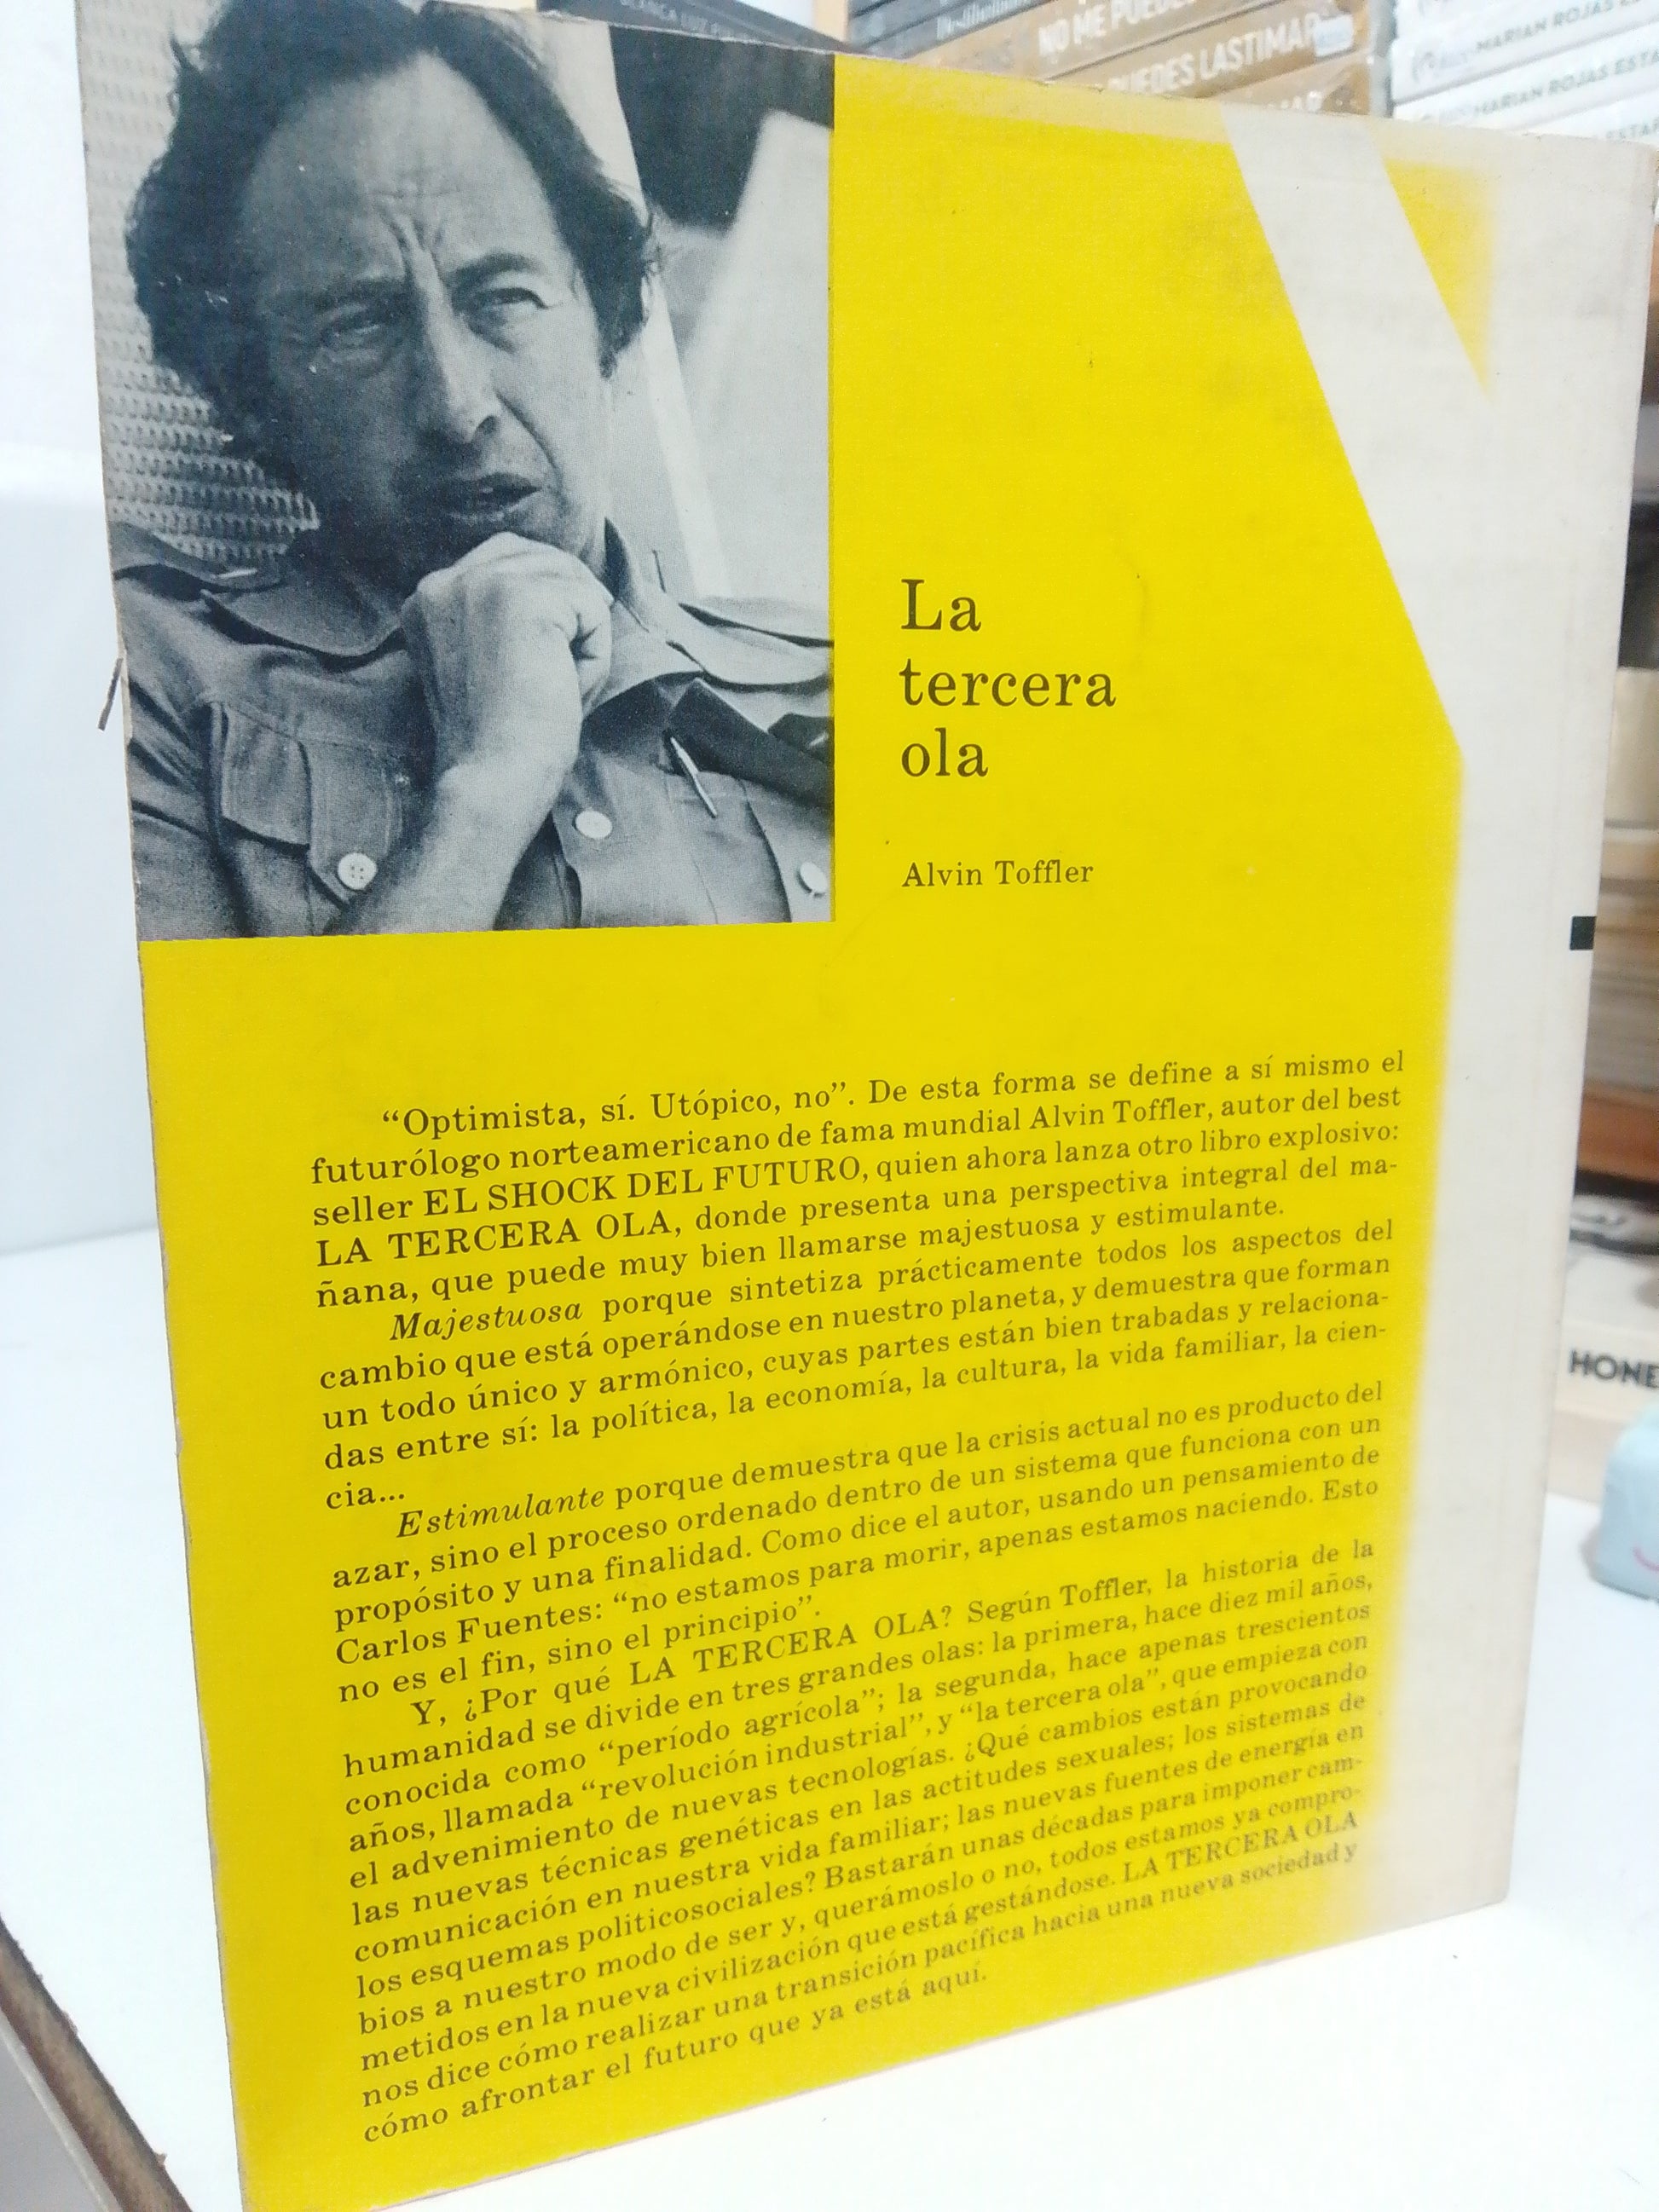 NO ME PUEDES
PUEDES LASTIMAR
MARIAN ROJAS
MARIAN ROJAS ESTA
HONE
La
tercera
ola
Alvin Toffler
“Optimista, sí. Utópico, no”. De esta forma se define a sí mismo el
futurólogo norteamericano de fama mundial Alvin Toffler, autor del best
seller EL SHOCK DEL FUTURO, quien ahora lanza otro libro explosivo:
LA TERCERA OLA, donde presenta una perspectiva integral del ma-
ñana, que puede muy bien llamarse majestuosa y estimulante.
Majestuosa porque sintetiza prácticamente todos los aspectos del
cambio que está operándose en nuestro planeta, y demuestra que forman
un todo único y armónico, cuyas partes están bien trabadas y relaciona-
das entre sí: la política, la economía, la cultura, la vida familiar, la cien-
cia...
Estimulante porque demuestra que la crisis actual no es producto del
azar, sino el proceso ordenado dentro de un sistema que funciona con un
propósito y una finalidad. Como dice el autor, usando un pensamiento de
Carlos Fuentes: “no estamos para morir, apenas estamos naciendo. Esto
no es el fin, sino el principio”.
Y, ¿Por qué LA TERCERA OLA? Según Toffler, la historia de la
humanidad se divide en tres grandes olas: la primera, hace diez mil años,
conocida como “período agrícola”; la segunda, hace apenas trescientos
años, llamada “revolución industrial”, y “la tercera ola”, que empieza con
el advenimiento de nuevas tecnologías. ¿Qué cambios están provocando
las nuevas técnicas genéticas en las actitudes sexuales; los sistemas de
comunicación en nuestra vida familiar; las nuevas fuentes de energía en
los esquemas politicosociales? Bastarán unas décadas para imponer cam-
bios a nuestro modo de ser y, querámoslo o no, todos estamos ya compro-
metidos en la nueva civilización que está gestándose. LA TERCERA OLA
nos dice cómo realizar una transición pacífica hacia una nueva sociedad y
cómo afrontar el futuro que ya está aquí.